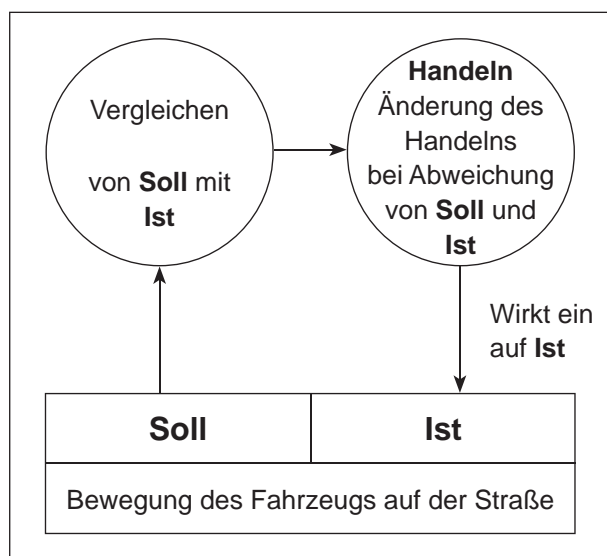 Vergleichen
von Soll mit
Ist
Handeln
Änderung des
Handelns
bei Abweichung
von Soll und
Ist
Wirkt ein
auf Ist
Soll
Ist
Bewegung des Fahrzeugs auf der Straße